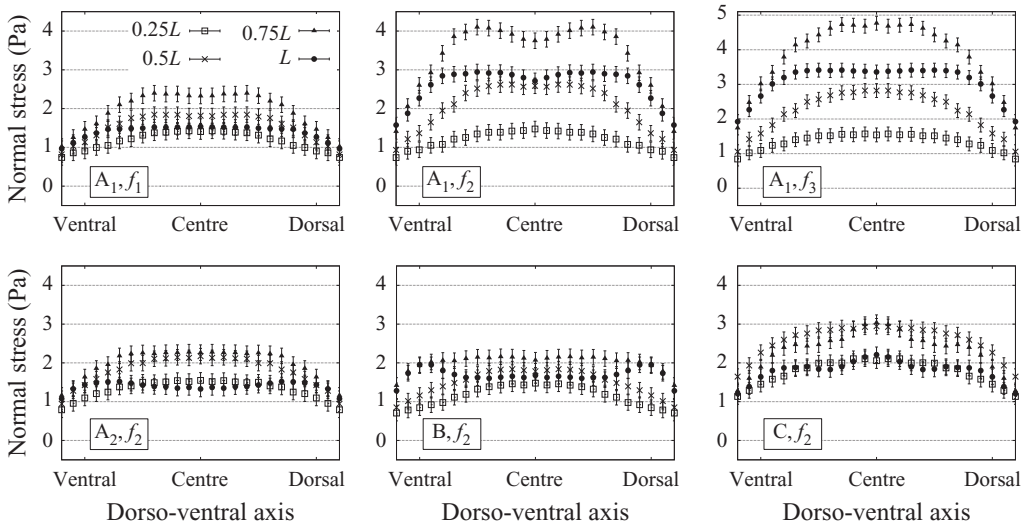 Normal stress (Pa)
4
3
2
1
0
0.25L
0.75L
0.5L
L
A1, f1
Ventral
Centre
Dorsal
4
3
2
1
0
A1, f2
Ventral
Centre
Dorsal
5
4
3
2
1
0
A1, f3
Ventral
Centre
Dorsal
Normal stress (Pa)
4
3
2
1
0
A2, f2
Ventral
Centre
Dorsal
Dorso-ventral axis
4
3
2
1
0
B, f2
Ventral
Centre
Dorsal
Dorso-ventral axis
4
3
2
1
0
C, f2
Ventral
Centre
Dorsal
Dorso-ventral axis